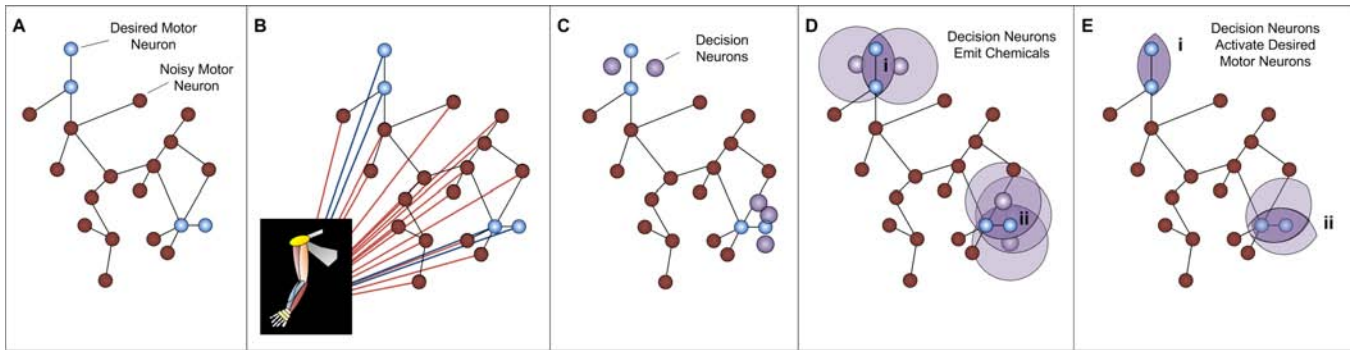 A
Desired Motor
Neuron
Noisy Motor
Neuron
B
C
Decision
Neurons
D
Decision Neurons
Emit Chemicals
i
ii
E
Decision Neurons
Activate Desired
Motor Neurons
i
ii